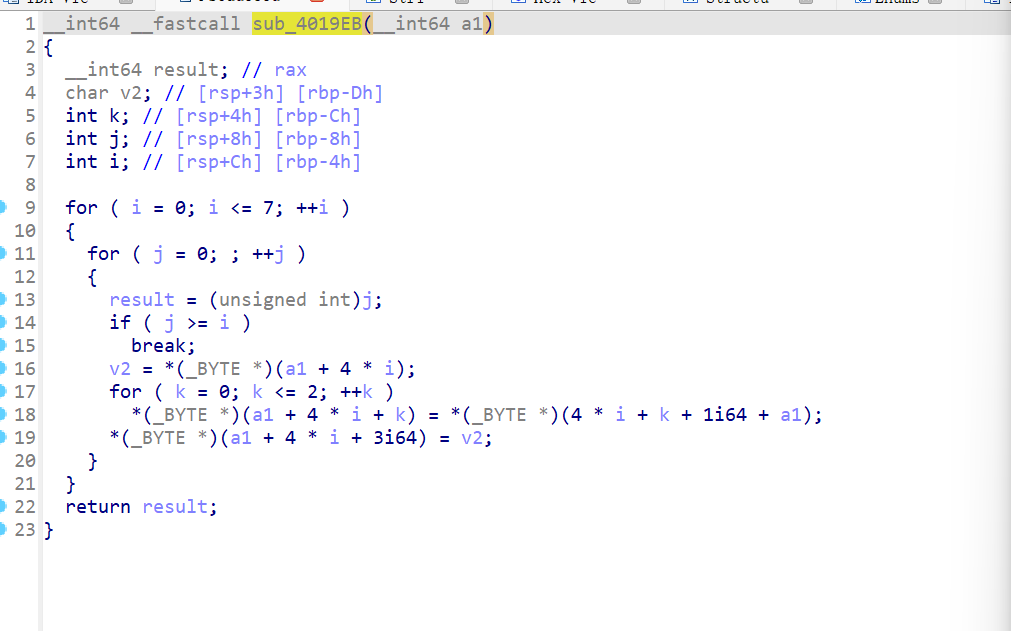 1 __int64 __fastcall sub_4019EB(__int64 a1)
2 {
3   __int64 result; // rax
4   char v2; // [rsp+3h] [rbp-Dh]
5   int k; // [rsp+4h] [rbp-Ch]
6   int j; // [rsp+8h] [rbp-8h]
7   int i; // [rsp+Ch] [rbp-4h]
8
9   for ( i = 0; i <= 7; ++i )
10   {
11     for ( j = 0; ; ++j )
12     {
13       result = (unsigned int)j;
14       if ( j >= i )
15         break;
16       v2 = *(_BYTE *)(a1 + 4 * i);
17       for ( k = 0; k <= 2; ++k )
18         *(_BYTE *)(a1 + 4 * i + k) = *(_BYTE *)(4 * i + k + 1i64 + a1);
19       *(_BYTE *)(a1 + 4 * i + 3i64) = v2;
20     }
21   }
22   return result;
23 }